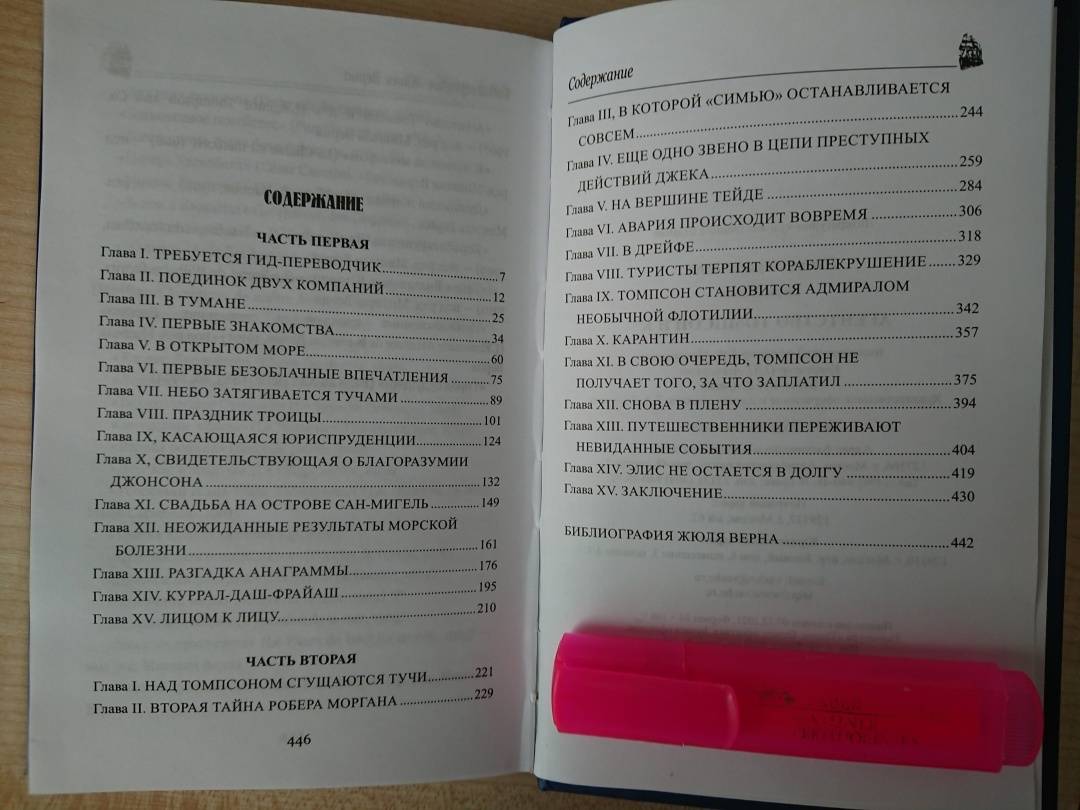 СОДЕРЖАНИЕ
ЧАСТЬ ПЕРВАЯ
Глава I. ТРЕБУЕТСЯ ГИД-ПЕРЕВОДЧИК........................7
Глава II. ПОЕДИНОК ДВУХ КОМПАНИЙ........................12
Глава III. В ТУМАНЕ........................25
Глава IV. ПЕРВЫЕ ЗНАКОМСТВА........................34
Глава V. В ОТКРЫТОМ МОРЕ........................60
Глава VI. ПЕРВЫЕ БЕЗОБЛАЧНЫЕ ВПЕЧАТЛЕНИЯ...........75
Глава VII. НЕБО ЗАТЯГИВАЕТСЯ ТУЧАМИ........................89
Глава VIII. ПРАЗДНИК ТРОИЦЫ........................101
Глава IX, КАСАЮЩАЯСЯ ЮРИСПРУДЕНЦИИ...............124
Глава X, СВИДЕТЕЛЬСТВУЮЩАЯ О БЛАГОРАЗУМИИ
ДЖОНСОНА........................132
Глава XI. СВАДЬБА НА ОСТРОВЕ САН-МИГЕЛЬ............149
Глава XII. НЕОЖИДАННЫЕ РЕЗУЛЬТАТЫ МОРСКОЙ
БОЛЕЗНИ........................161
Глава XIII. РАЗГАДКА АНАГРАММЫ........................176
Глава XIV. КУРРАЛ-ДАШ-ФРАЙАШ........................195
Глава XV. ЛИЦОМ К ЛИЦУ........................210
ЧАСТЬ ВТОРАЯ
Глава I. НАД ТОМПСОНОМ СГУЩАЮТСЯ ТУЧИ............221
Глава II. ВТОРАЯ ТАЙНА РОБЕРА МОРГАНА...............229
446
Содержание
Глава III, В КОТОРОЙ «СИМЬЮ» ОСТАНАВЛИВАЕТСЯ
СОВСЕМ........................244
Глава IV. ЕЩЕ ОДНО ЗВЕНО В ЦЕПИ ПРЕСТУПНЫХ
ДЕЙСТВИЙ ДЖЕКА........................259
Глава V. НА ВЕРШИНЕ ТЕЙДЕ........................284
Глава VI. АВАРИЯ ПРОИСХОДИТ ВОВРЕМЯ...............306
Глава VII. В ДРЕЙФЕ........................318
Глава VIII. ТУРИСТЫ ТЕРПЯТ КОРАБЛЕКРУШЕНИЕ......329
Глава IX. ТОМПСОН СТАНОВИТСЯ АДМИРАЛОМ
НЕОБЫЧНОЙ ФЛОТИЛИИ........................342
Глава X. КАРАНТИН........................357
Глава XI. В СВОЮ ОЧЕРЕДЬ, ТОМПСОН НЕ
ПОЛУЧАЕТ ТОГО, ЗА ЧТО ЗАПЛАТИЛ...............375
Глава XII. СНОВА В ПЛЕНУ........................394
Глава XIII. ПУТЕШЕСТВЕННИКИ ПЕРЕЖИВАЮТ
НЕВИДАННЫЕ СОБЫТИЯ........................404
Глава XIV. ЭЛИС НЕ ОСТАЕТСЯ В ДОЛГУ...............419
Глава XV. ЗАКЛЮЧЕНИЕ........................430
БИБЛИОГРАФИЯ ЖЮЛЯ ВЕРНА........................442